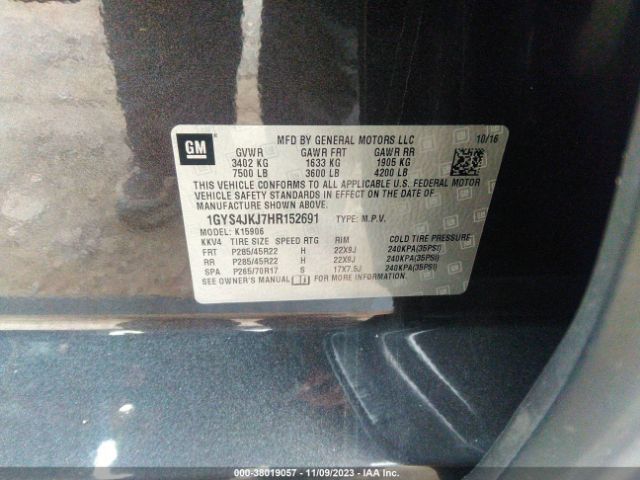 GM
MFD BY GENERAL MOTORS LLC 10/16
GVWR GAWR FRT GAWR RR
3402 KG 1633 KG 1905 KG
7500 LB 3600 LB 4200 LB
THIS VEHICLE CONFORMS TO ALL APPLICABLE U.S. FEDERAL MOTOR
VEHICLE SAFETY STANDARDS IN EFFECT ON THE DATE OF
MANUFACTURE SHOWN ABOVE.
1GYS4JKJ7HR152691 TYPE: M.P.V.
MODEL: K15906
KKV4 TIRE SIZE SPEED RTG RIM COLD TIRE PRESSURE
FRT P285/45R22 H 22X9J 240KPA(35PSI)
RR P285/45R22 H 22X9J 240KPA(35PSI)
SPA P265/70R17 S 17X7.5J 240KPA(35PSI)
SEE OWNER'S MANUAL FOR MORE INFORMATION.
000-38019057 - 11/09/2023 - IAA Inc.